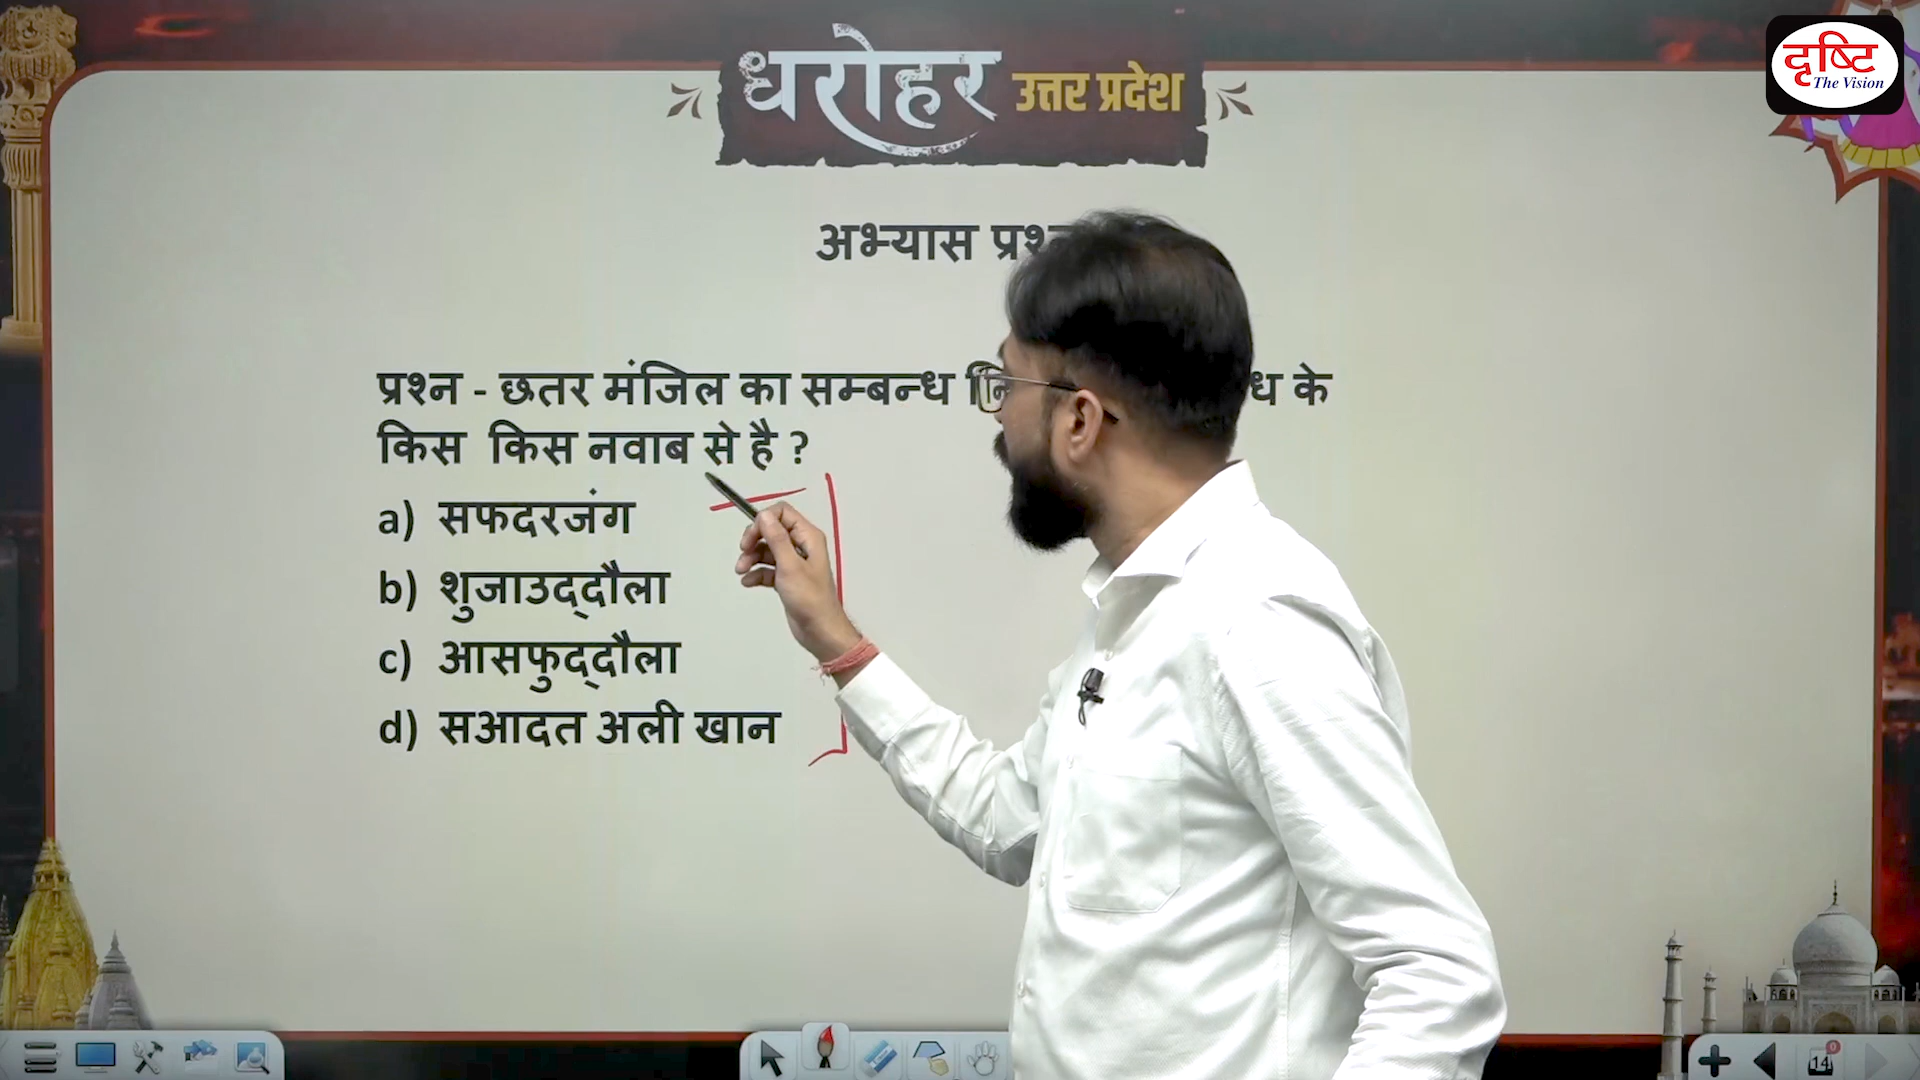 धरोहर उत्तर प्रदेश
दृष्टि
The Vision
अभ्यास
प्रश्न - छतर मंजिल का सम्बन्ध के
किस किस नवाब से है ?
a) सफदरजंग
b) शुजाउद्दौला
c) आसफुद्दौला
d) सआदत अली खान
14
0